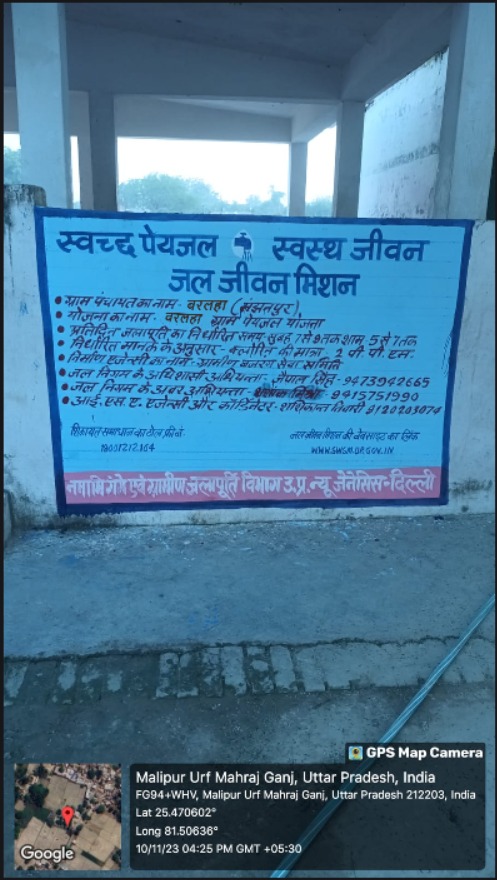 स्वच्छ पेयजल स्वस्थ जीवन
जल जीवन मिशन
• ग्राम पंचायत का नाम - बरलहा (मंझनपुर)
• योजना का नाम - बरलहा ग्राम पेयजल योजना
• प्रतिदिन जलापूर्ति का निर्धारित समय - सुबह 7 से 9 तक शाम 5 से 7 तक
• निर्धारित मानक के अनुसार - क्लोरिन की मात्रा - 2 पी.पी.एम.
• निर्माण एजेन्सी का नाम - ग्रामीण सेवा समिति
• जल निगम के अधिशासी अभियन्ता - जैपाल सिंह - 9473942665
• जल निगम के अवर अभियन्ता - मिश्रा - 9415751990
• आई.एस.ए. एजेन्सी और कोर्डिनेटर - शशिकान्त तिवारी 9120203074
शिकायत समाधान का टोल फ्री नं.
18001212164
जल जीवन मिशन की वेबसाइट का लिंक
WWW.SWSM.UP.GOV.IN
नमामि गंगे एवं ग्रामीण जलापूर्ति विभाग उ.प्र. न्यू जेनेसिस - दिल्ली
GPS Map Camera
Malipur Urf Mahraj Ganj, Uttar Pradesh, India
FG94+WHV, Malipur Urf Mahraj Ganj, Uttar Pradesh 212203, India
Lat 25.470602°
Long 81.50636°
10/11/23 04:25 PM GMT +05:30
Google